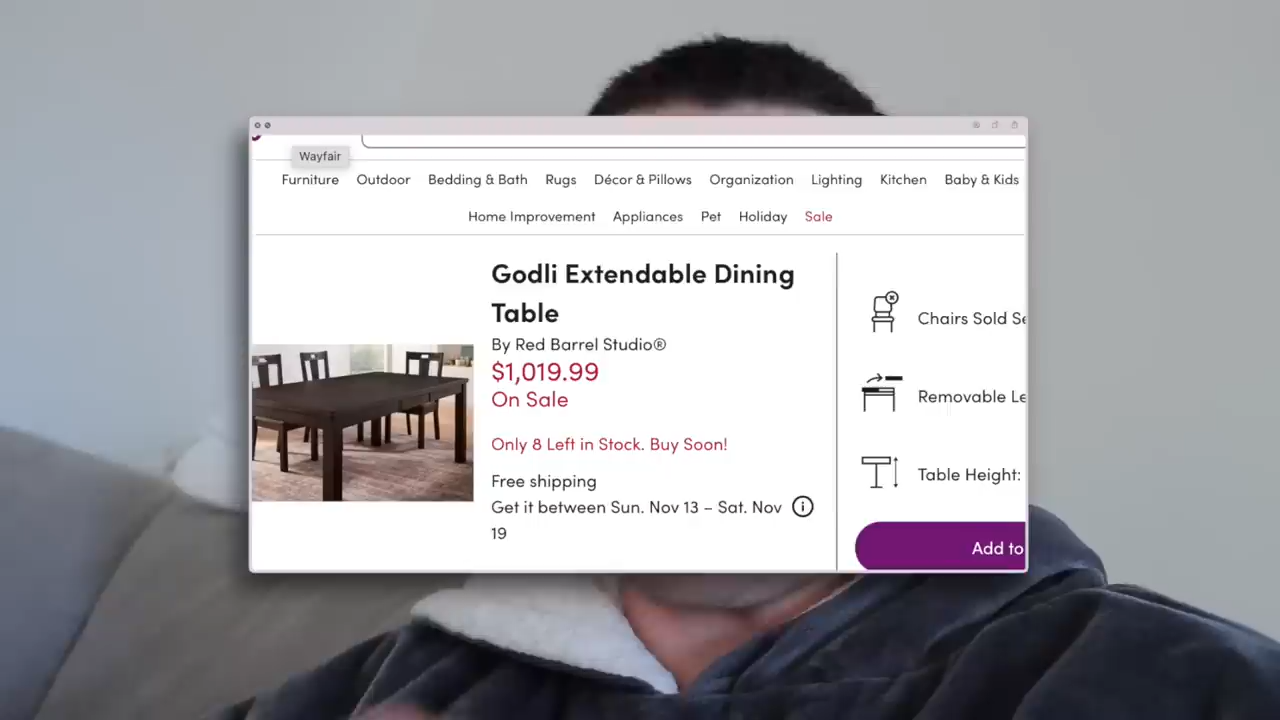 Wayfair
Furniture Outdoor Bedding & Bath Rugs Décor & Pillows Organization Lighting Kitchen Baby & Kids
Home Improvement Appliances Pet Holiday Sale
Godli Extendable Dining
Table
By Red Barrel Studio®
$1,019.99
On Sale
Only 8 Left in Stock. Buy Soon!
Free shipping
Get it between Sun. Nov 13 – Sat. Nov
19
Chairs Sold Se
Removable Le
Table Height:
Add to